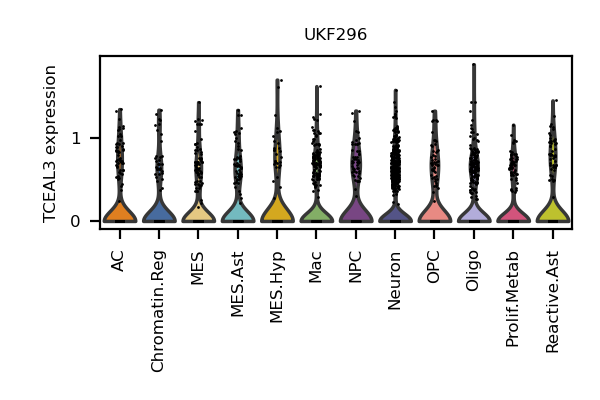 UKF296
TCEAL3 expression
1
0
AC
Chromatin.Reg
MES
MES.Ast
MES.Hyp
Mac
NPC
Neuron
OPC
Oligo
Prolif.Metab
Reactive.Ast